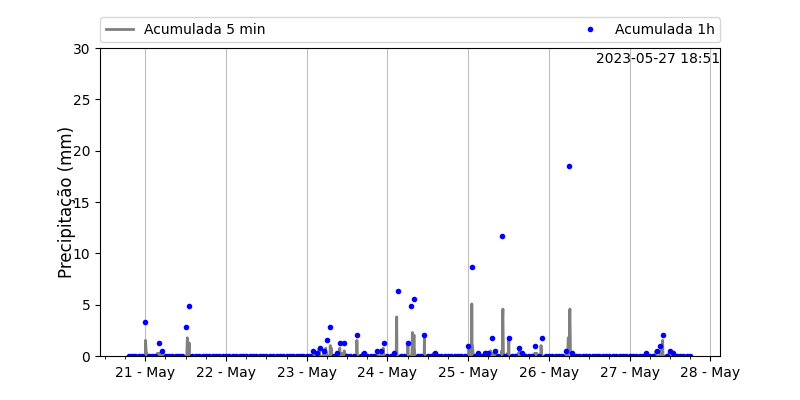 Acumulada 5 min
Acumulada 1h
2023-05-27 18:51
Precipitação (mm)
30
25
20
15
10
5
0
21 - May
22 - May
23 - May
24 - May
25 - May
26 - May
27 - May
28 - May